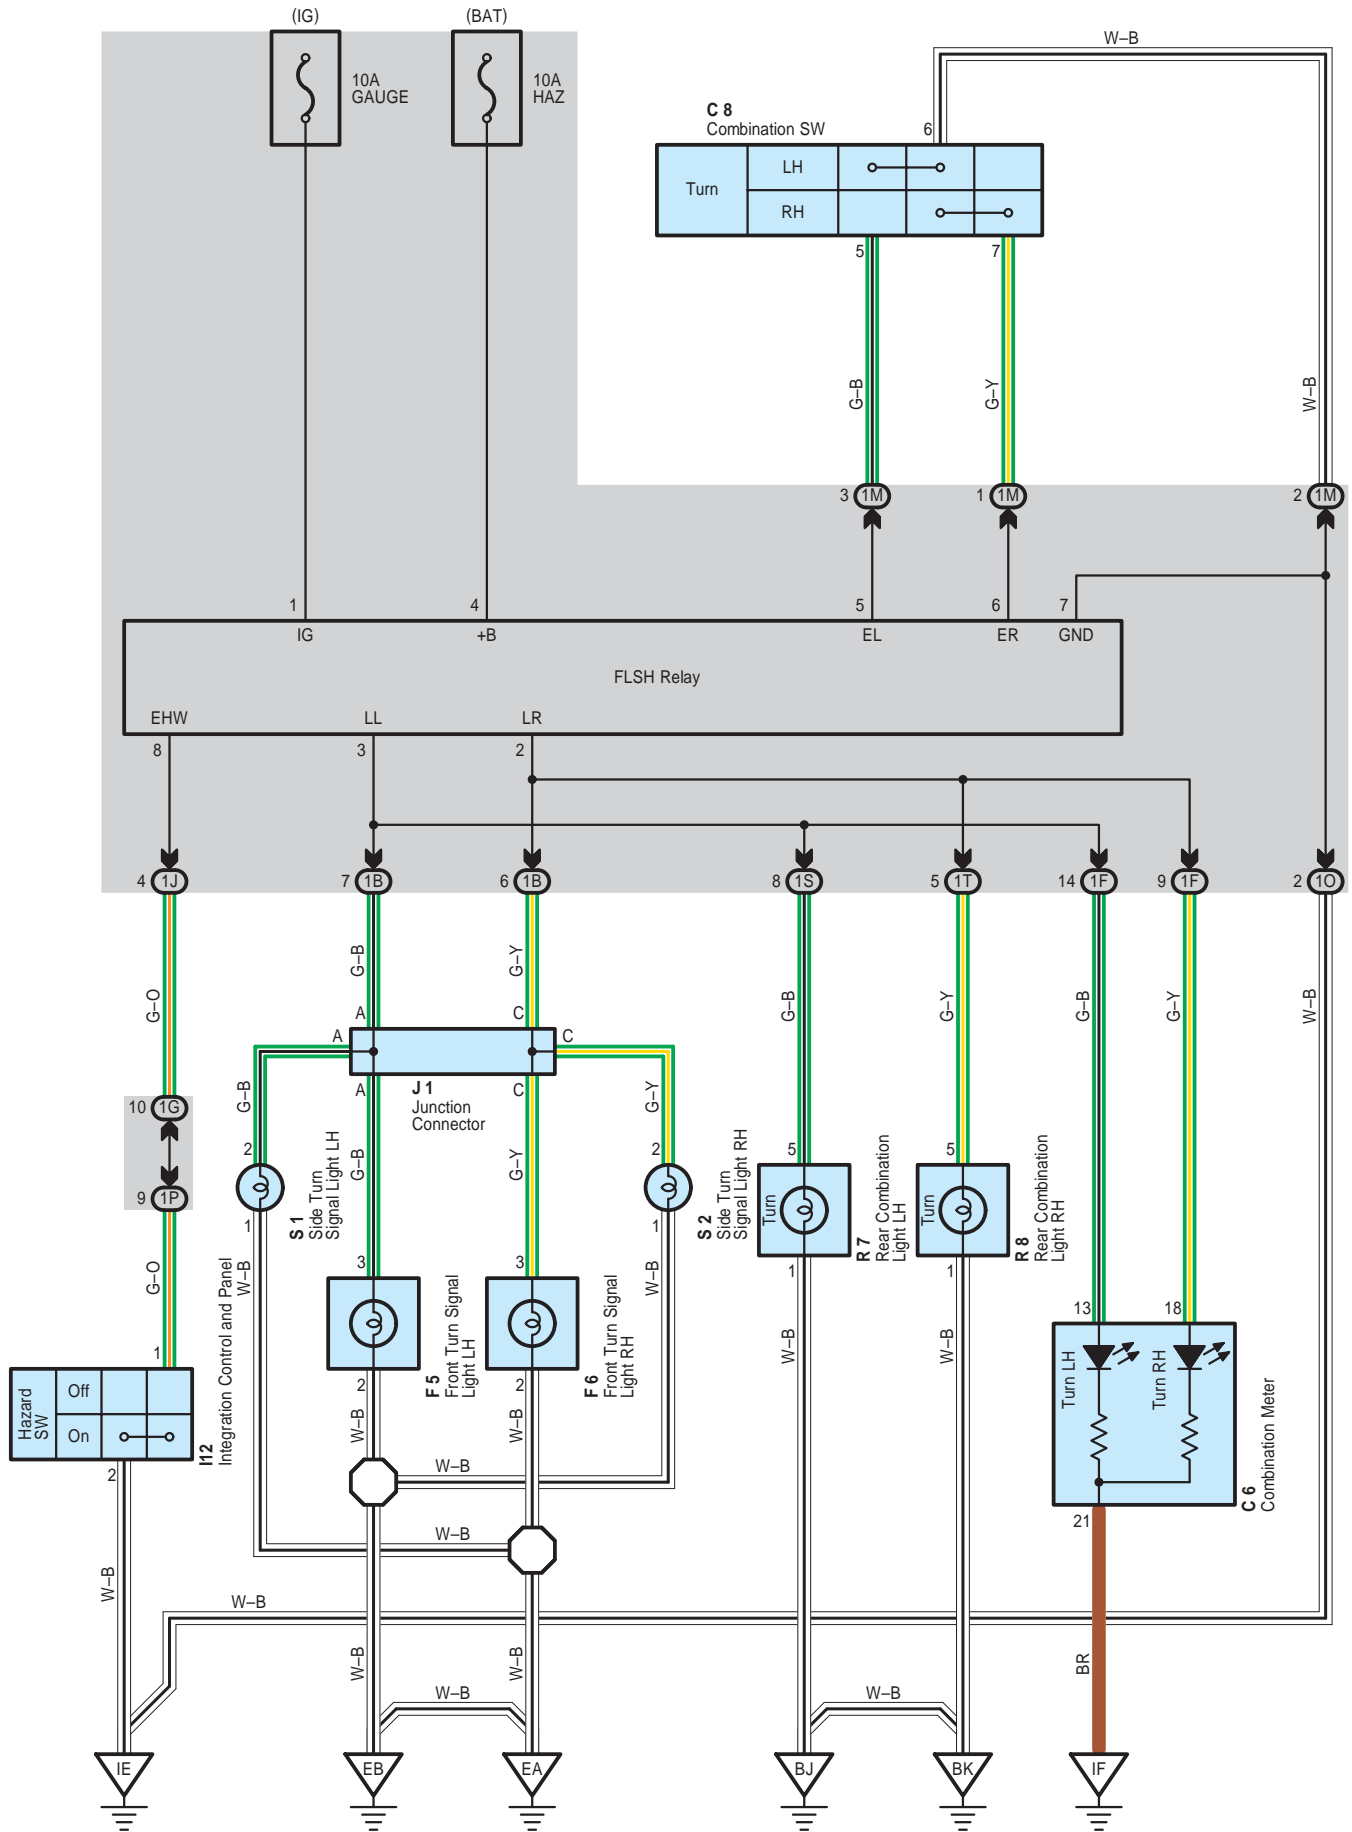 (IG)
(BAT)
10A
GAUGE
10A
HAZ
W–B
C 8
Combination SW
6
Turn
LH
RH
5
7
G–B
G–Y
W–B
3 1M
1 1M
2 1M
1
4
5
6
7
IG
+B
EL
ER
GND
FLSH Relay
EHW
LL
LR
8
3
2
4 1J
7 1B
6 1B
8 1S
5 1T
14 1F
9 1F
2 1O
G–O
G–B
G–Y
G–B
G–Y
G–B
G–Y
W–B
A
C
A
C
A
C
J 1
Junction
Connector
G–B
G–B
G–Y
G–Y
10 1G
9 1P
G–O
2
1
S 1
Side Turn
Signal Light LH
2
1
S 2
Side Turn
Signal Light RH
5
Turn
1
R 7
Rear Combination
Light LH
5
Turn
1
R 8
Rear Combination
Light RH
W–B
W–B
W–B
W–B
3
2
F 5
Front Turn Signal
Light LH
3
2
F 6
Front Turn Signal
Light RH
13
18
Turn LH
Turn RH
21
C 6
Combination Meter
1
Hazard
SW
Off
On
2
I12
Integration Control and Panel
W–B
W–B
W–B
W–B
W–B
W–B
W–B
W–B
W–B
W–B
BR
IE
EB
EA
BJ
BK
IF